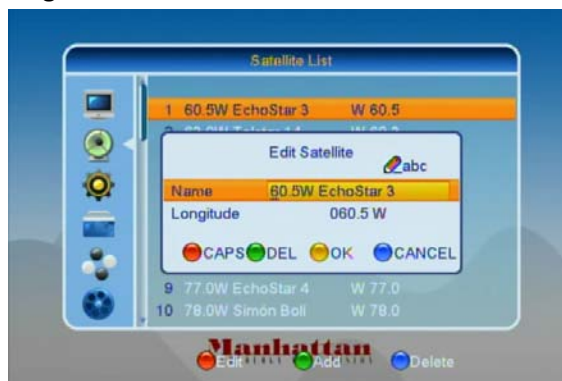 Satellite List
1 60.5W EchoStar 3 W 60.5
Edit Satellite
abc
Name 60.5W EchoStar 3
Longitude 060.5 W
CAPS DEL OK CANCEL
9 77.0W EchoStar 4 W 77.0
10 78.0W Simón Boli W 78.0
Manhattan
Edit Add Delete